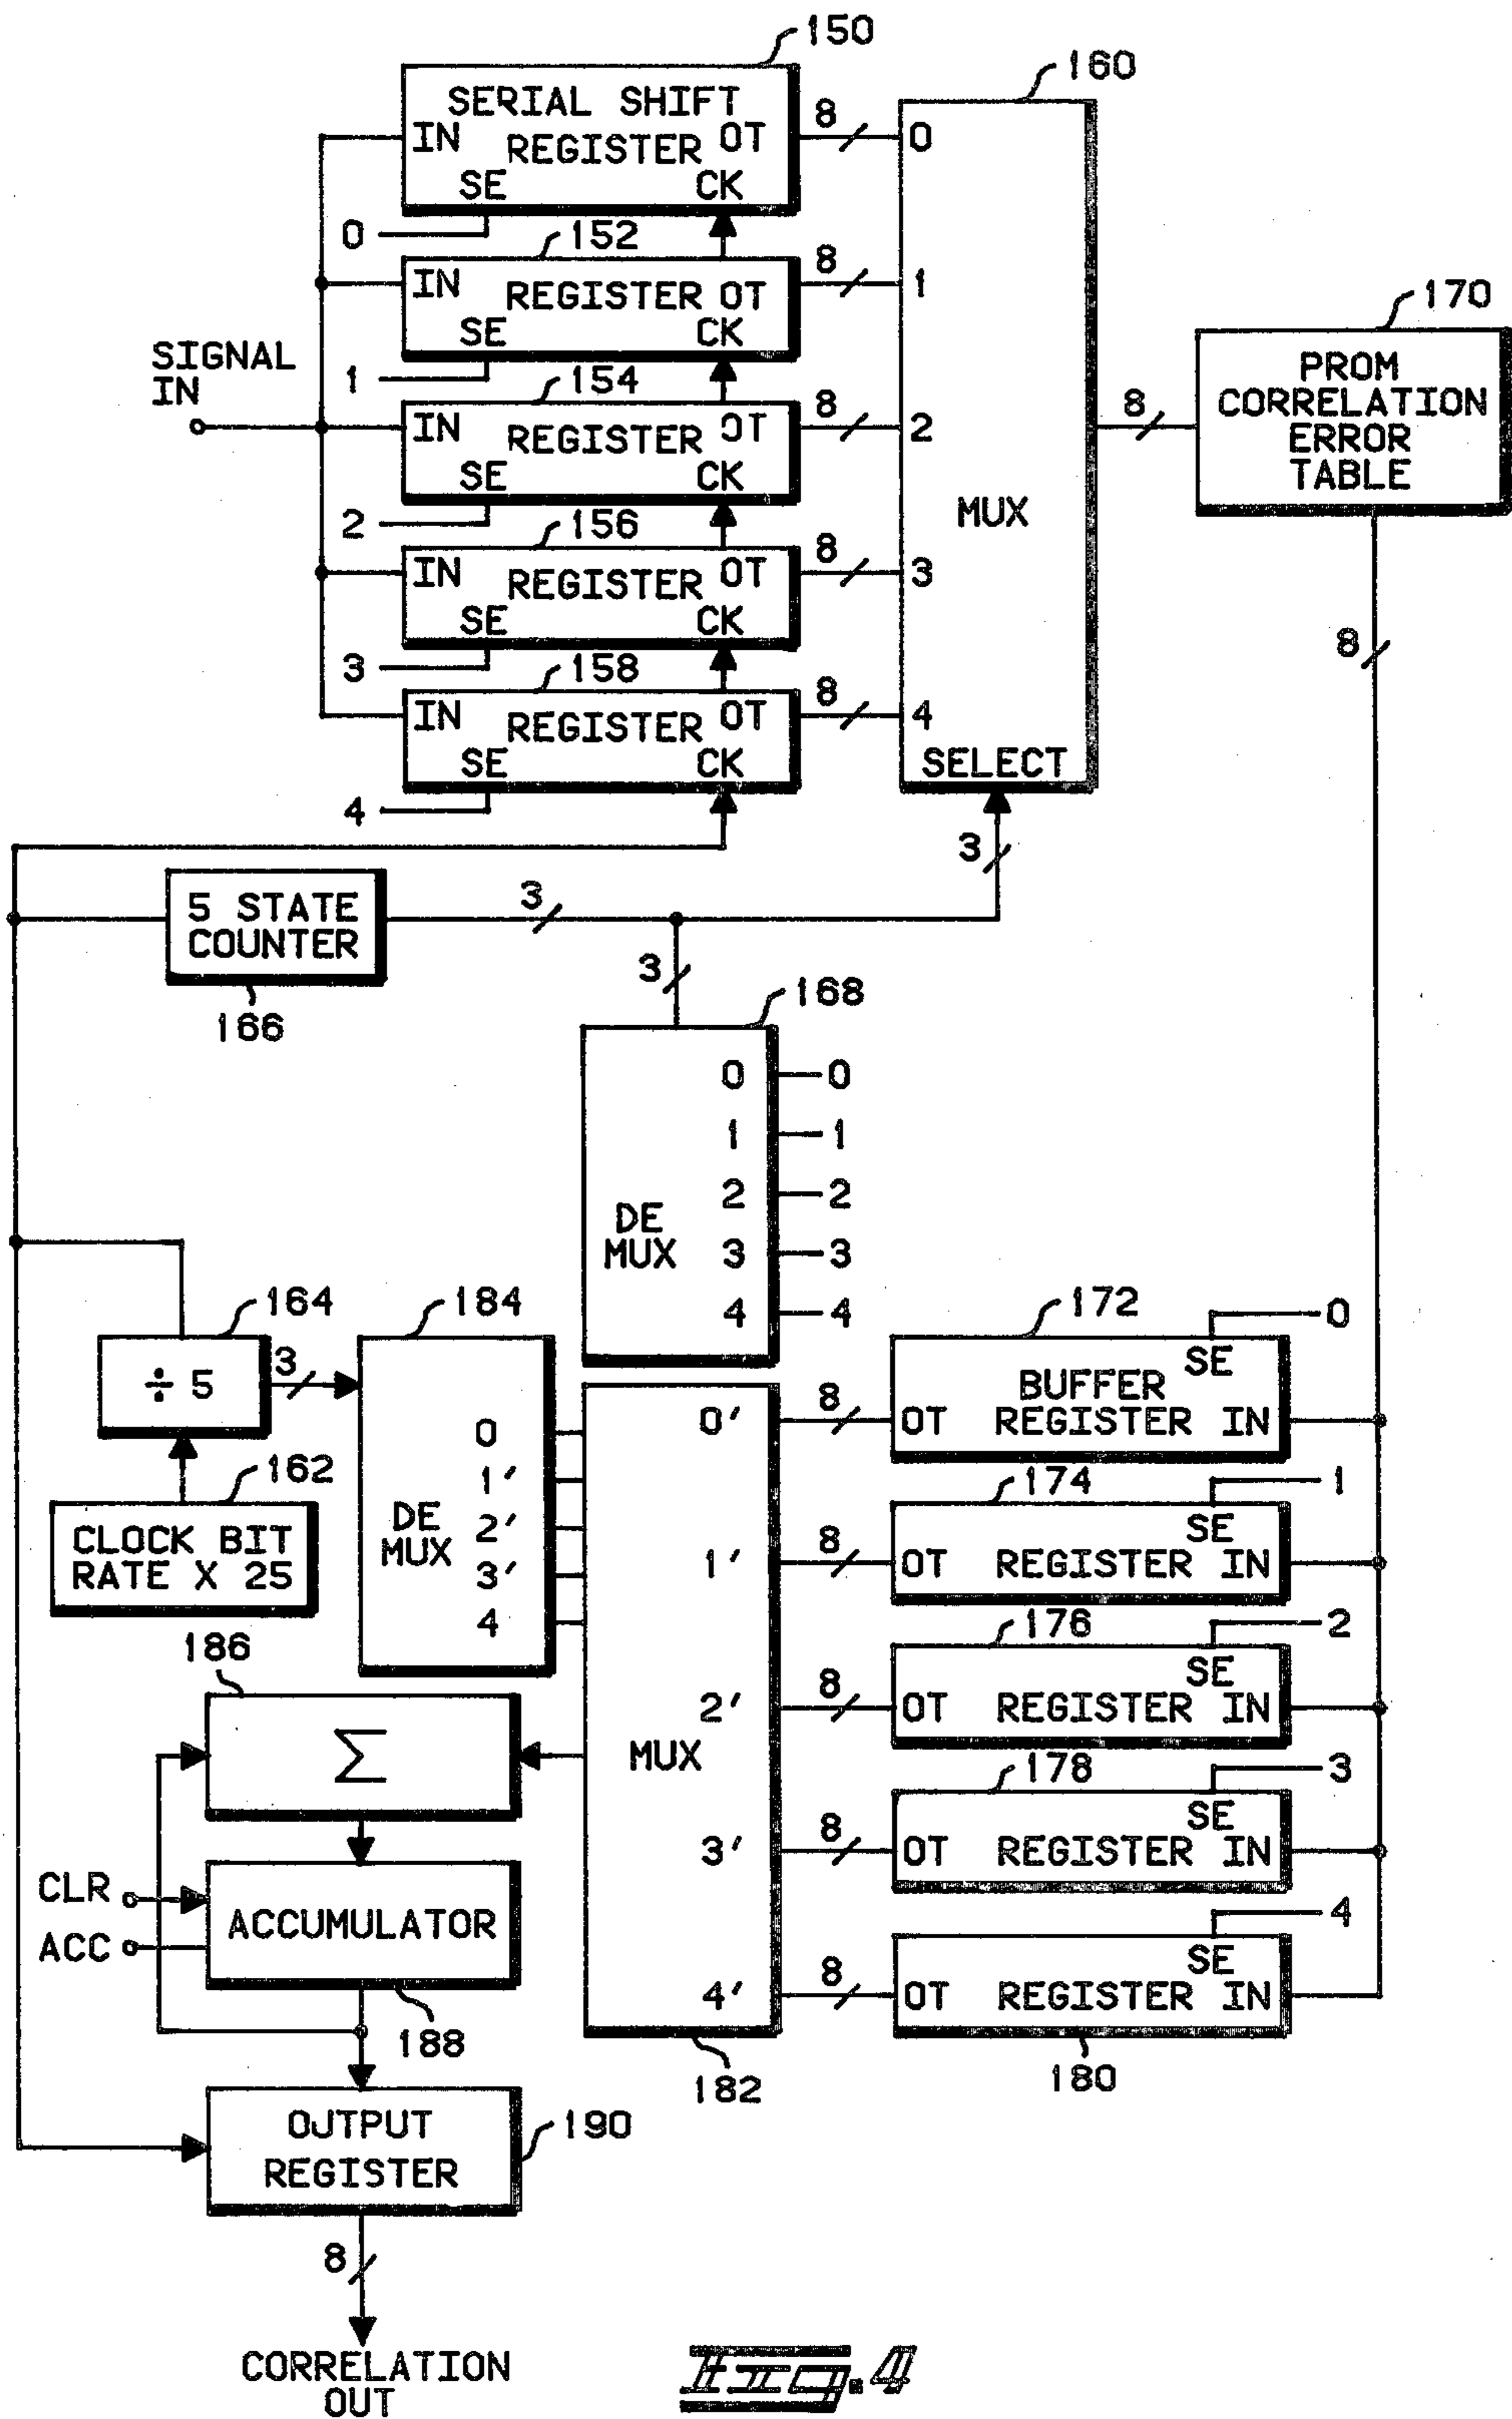 150
SERIAL SHIFT
IN REGISTER OT
SE CK
8
0
160
0
152
IN REGISTER OT
SE CK
8
1
1
154
SIGNAL
IN
IN REGISTER OT
SE CK
8
2
2
156
IN REGISTER OT
SE CK
8
3
3
158
IN REGISTER OT
SE CK
8
4
4
MUX
SELECT
3
8
170
PROM
CORRELATION
ERROR
TABLE
8
5 STATE
COUNTER
166
3
3
168
0 0
1 1
2 2
3 3
4 4
DE
MUX
164
÷ 5
3
162
CLOCK BIT
RATE X 25
184
DE
MUX
0
1'
2'
3'
4
MUX
0'
1'
2'
3'
4'
182
172
0
SE
BUFFER
8
OT REGISTER IN
174
1
SE
8
OT REGISTER IN
176
2
SE
8
OT REGISTER IN
178
3
SE
8
OT REGISTER IN
4
SE
8
OT REGISTER IN
180
186
Σ
CLR
ACC
ACCUMULATOR
188
OJTPUT
REGISTER
190
8
CORRELATION
OUT
Fig. 4